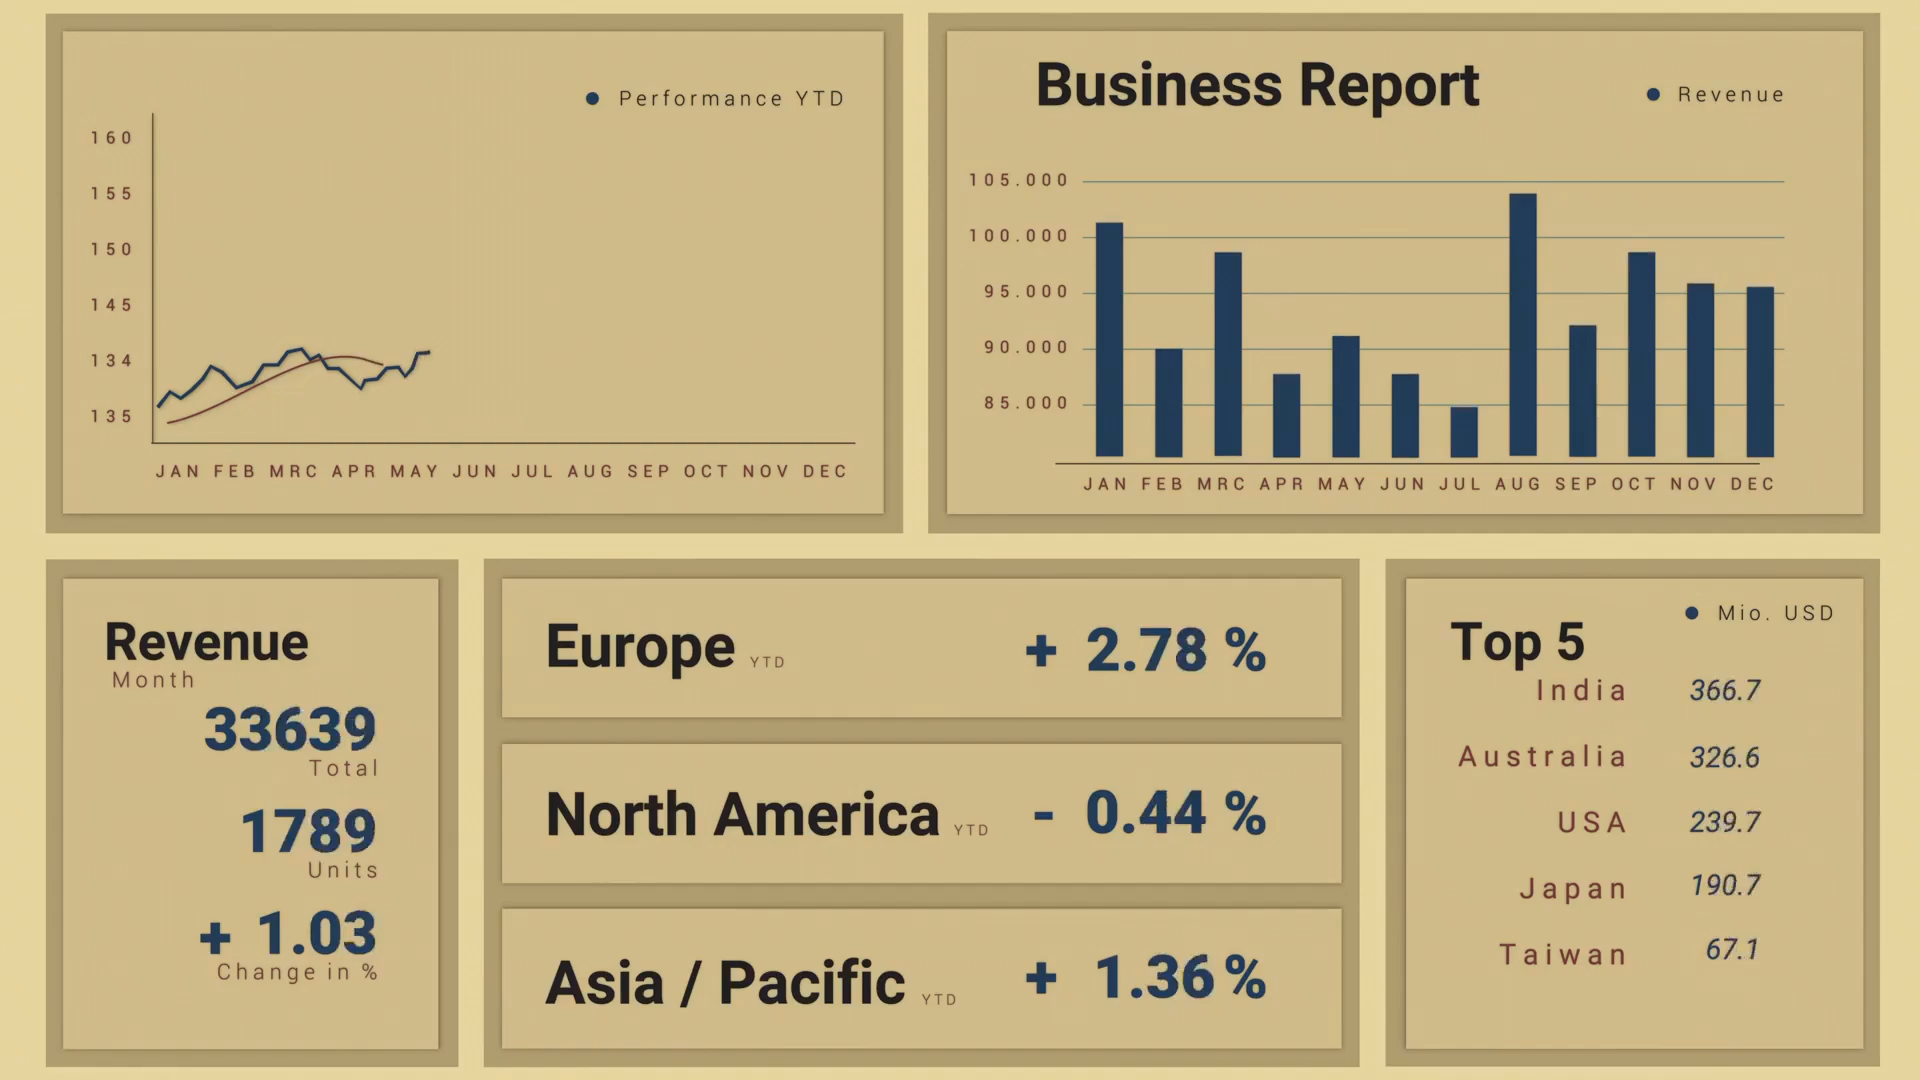 Performance YTD
160
155
150
145
134
135
JAN FEB MRC APR MAY JUN JUL AUG SEP OCT NOV DEC
Business Report
Revenue
105.000
100.000
95.000
90.000
85.000
JAN FEB MRC APR MAY JUN JUL AUG SEP OCT NOV DEC
Revenue
Month
33639
Total
1789
Units
+ 1.03
Change in %
Europe YTD + 2.78 %
North America YTD - 0.44 %
Asia / Pacific YTD + 1.36 %
Mio. USD
Top 5
India 366.7
Australia 326.6
USA 239.7
Japan 190.7
Taiwan 67.1